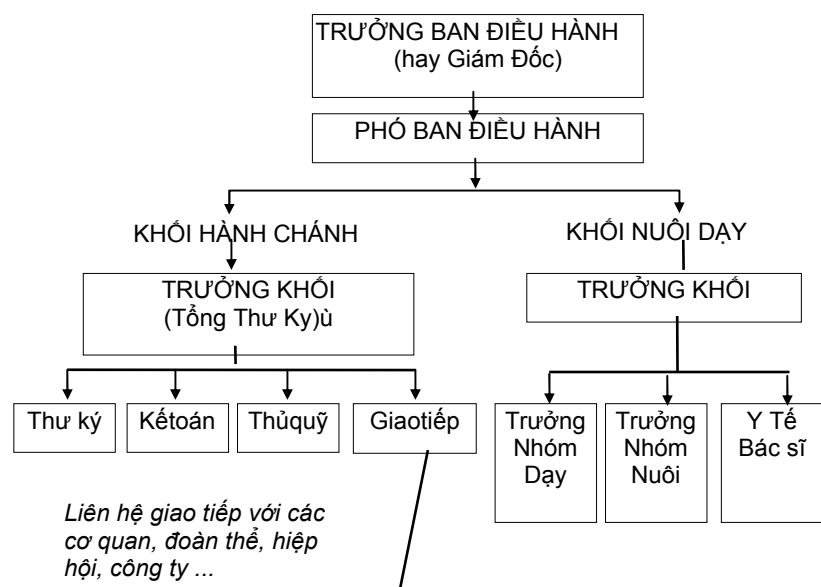 TRƯỞNG BAN ĐIỀU HÀNH
(hay Giám Đốc)
PHÓ BAN ĐIỀU HÀNH
KHỐI HÀNH CHÁNH
KHỐI NUÔI DẠY
TRƯỞNG KHỐI
(Tổng Thư Ky)ù
TRƯỞNG KHỐI
Thư ký
Kếtoán
Thủquỹ
Giaotiếp
Trưởng
Nhóm
Dạy
Trưởng
Nhóm
Nuôi
Y Tế
Bác sĩ
Liên hệ giao tiếp với các
cơ quan, đoàn thể, hiệp
hội, công ty ...